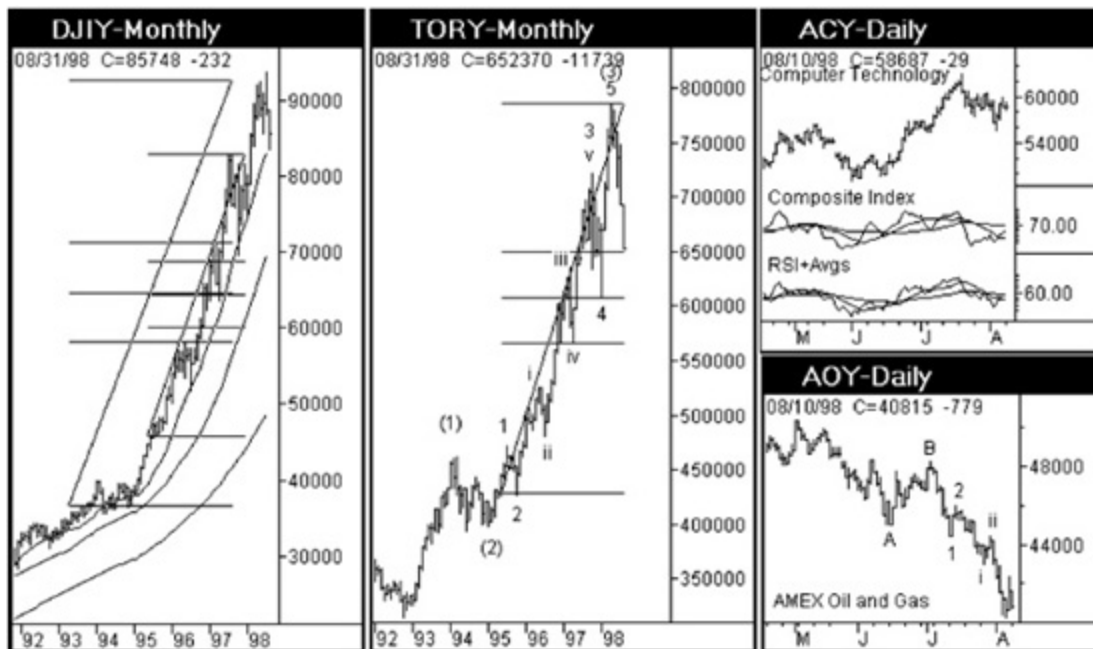 DJIY-Monthly
08/31/98 C=85748 -232
90000
80000
70000
60000
50000
40000
30000
92 93 94 95 96 97 98
TORY-Monthly
08/31/98 C=652370 -11739
(3)
5
800000
3
v
750000
700000
iii
650000
600000
4
iv
550000
i
500000
(1)
1
ii
450000
2
400000
(2)
350000
92 93 94 95 96 97 98
ACY-Daily
08/10/98 C=58687 -29
Computer Technology
60000
54000
Composite Index
70.00
RSI+Avgs
60.00
M J J A
AOY-Daily
08/10/98 C=40815 -779
B
48000
2
ii
A
1
i
44000
AMEX Oil and Gas
M J J A